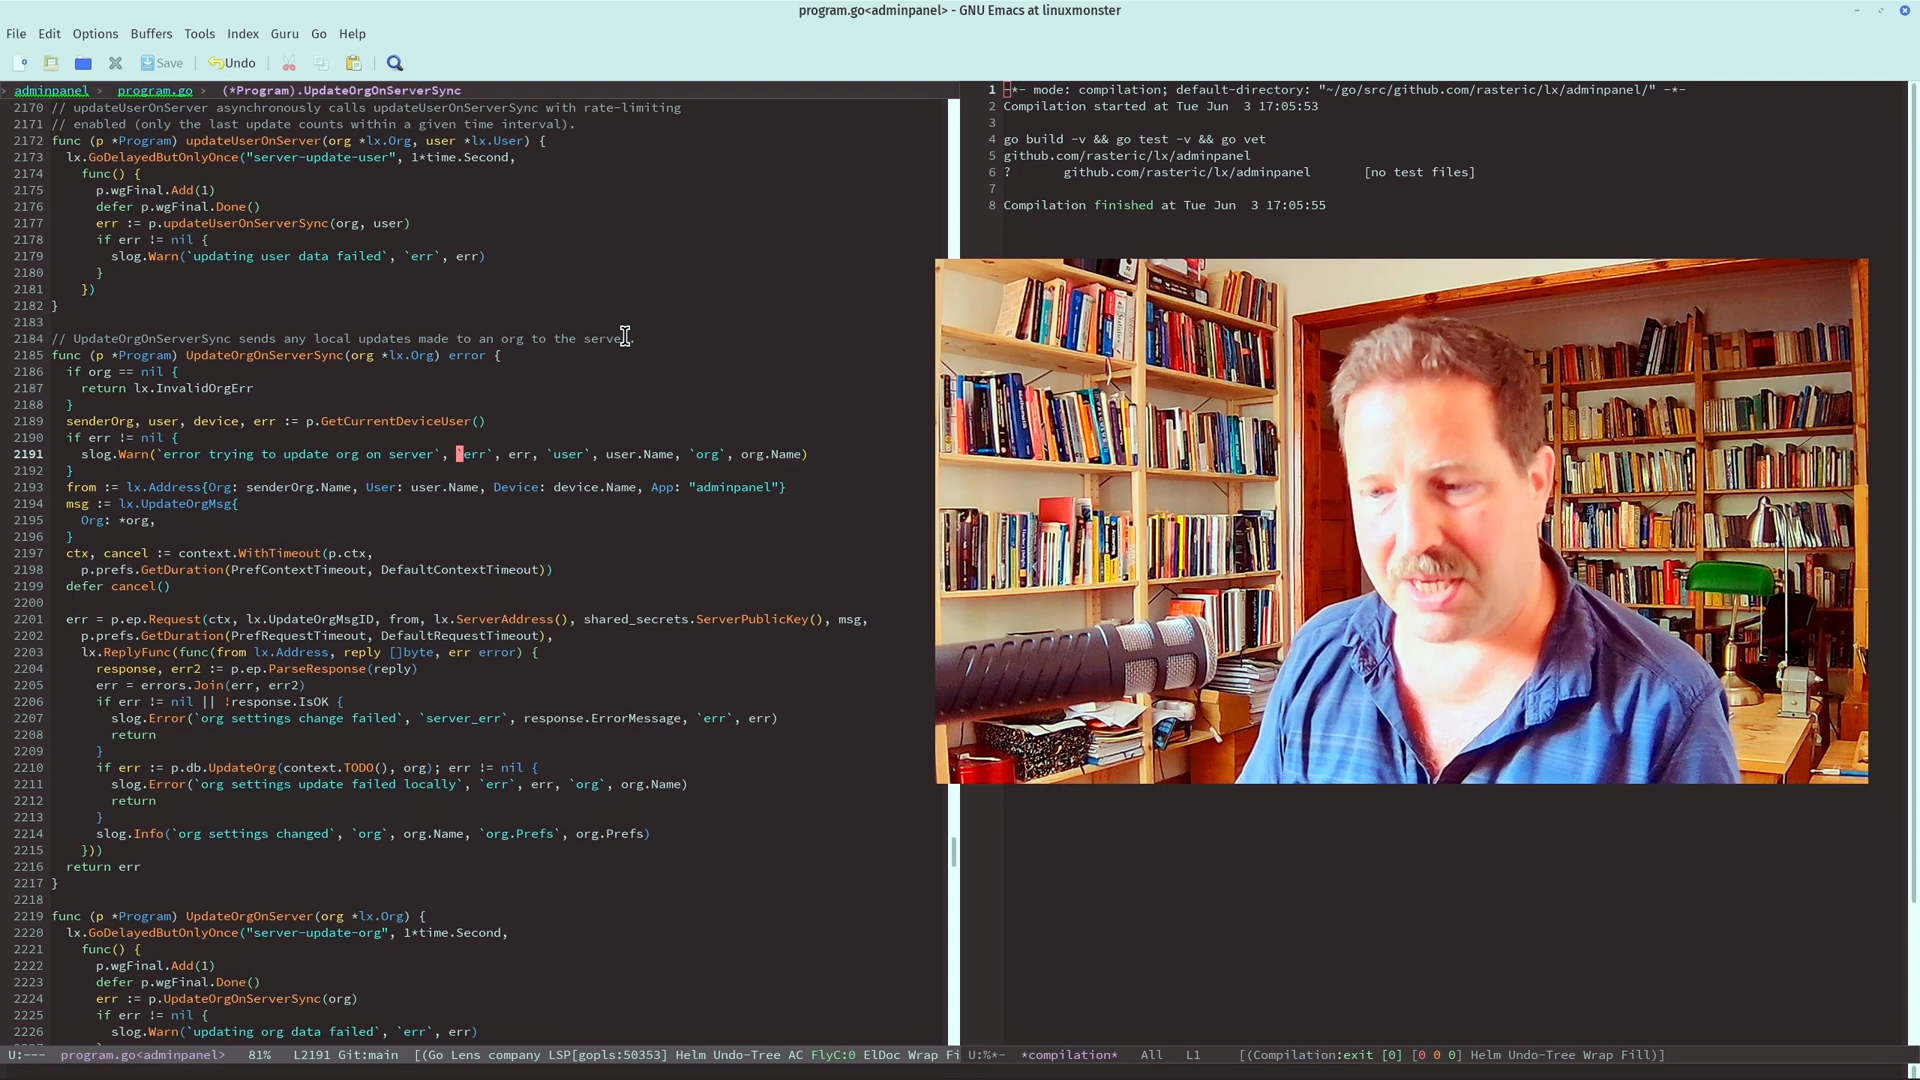 program.go<adminpanel> - GNU Emacs at linuxmonster
File Edit Options Buffers Tools Index Guru Go Help
Save Undo
> adminpanel > program.go > (*Program).UpdateOrgOnServerSync
2170 // updateUserOnServer asynchronously calls updateUserOnServerSync with rate-limiting
2171 // enabled (only the last update counts within a given time interval).
2172 func (p *Program) updateUserOnServer(org *lx.Org, user *lx.User) {
2173   lx.GoDelayedButOnlyOnce("server-update-user", 1*time.Second,
2174     func() {
2175       p.wgFinal.Add(1)
2176       defer p.wgFinal.Done()
2177       err := p.updateUserOnServerSync(org, user)
2178       if err != nil {
2179         slog.Warn(`updating user data failed`, `err`, err)
2180       }
2181     })
2182 }
2183
2184 // UpdateOrgOnServerSync sends any local updates made to an org to the server.
2185 func (p *Program) UpdateOrgOnServerSync(org *lx.Org) error {
2186   if org == nil {
2187     return lx.InvalidOrgErr
2188   }
2189   senderOrg, user, device, err := p.GetCurrentDeviceUser()
2190   if err != nil {
2191     slog.Warn(`error trying to update org on server`, `err`, err, `user`, user.Name, `org`, org.Name)
2192   }
2193   from := lx.Address{Org: senderOrg.Name, User: user.Name, Device: device.Name, App: "adminpanel"}
2194   msg := lx.UpdateOrgMsg{
2195     Org: *org,
2196   }
2197   ctx, cancel := context.WithTimeout(p.ctx,
2198     p.prefs.GetDuration(PrefContextTimeout, DefaultContextTimeout))
2199   defer cancel()
2200
2201   err = p.ep.Request(ctx, lx.UpdateOrgMsgID, from, lx.ServerAddress(), shared_secrets.ServerPublicKey(), msg,
2202     p.prefs.GetDuration(PrefRequestTimeout, DefaultRequestTimeout),
2203     lx.ReplyFunc(func(from lx.Address, reply []byte, err error) {
2204       response, err2 := p.ep.ParseResponse(reply)
2205       err = errors.Join(err, err2)
2206       if err != nil || !response.IsOK {
2207         slog.Error(`org settings change failed`, `server_err`, response.ErrorMessage, `err`, err)
2208         return
2209       }
2210       if err := p.db.UpdateOrg(context.TODO(), org); err != nil {
2211         slog.Error(`org settings update failed locally`, `err`, err, `org`, org.Name)
2212         return
2213       }
2214       slog.Info(`org settings changed`, `org`, org.Name, `org.Prefs`, org.Prefs)
2215     }))
2216   return err
2217 }
2218
2219 func (p *Program) UpdateOrgOnServer(org *lx.Org) {
2220   lx.GoDelayedButOnlyOnce("server-update-org", 1*time.Second,
2221     func() {
2222       p.wgFinal.Add(1)
2223       defer p.wgFinal.Done()
2224       err := p.UpdateOrgOnServerSync(org)
2225       if err != nil {
2226         slog.Warn(`updating org data failed`, `err`, err)
U:--- program.go<adminpanel> 81% L2191 Git:main [(Go Lens company LSP[gopls:50353] Helm Undo-Tree AC FlyC:0 ElDoc Wrap Fi
1 -*- mode: compilation; default-directory: "~/go/src/github.com/rasteric/lx/adminpanel/" -*-
2 Compilation started at Tue Jun  3 17:05:53
3
4 go build -v && go test -v && go vet
5 github.com/rasteric/lx/adminpanel
6 ?       github.com/rasteric/lx/adminpanel       [no test files]
7
8 Compilation finished at Tue Jun  3 17:05:55
U:%*- *compilation* All L1 [(Compilation:exit [0] [0 0 0] Helm Undo-Tree Wrap Fill)]